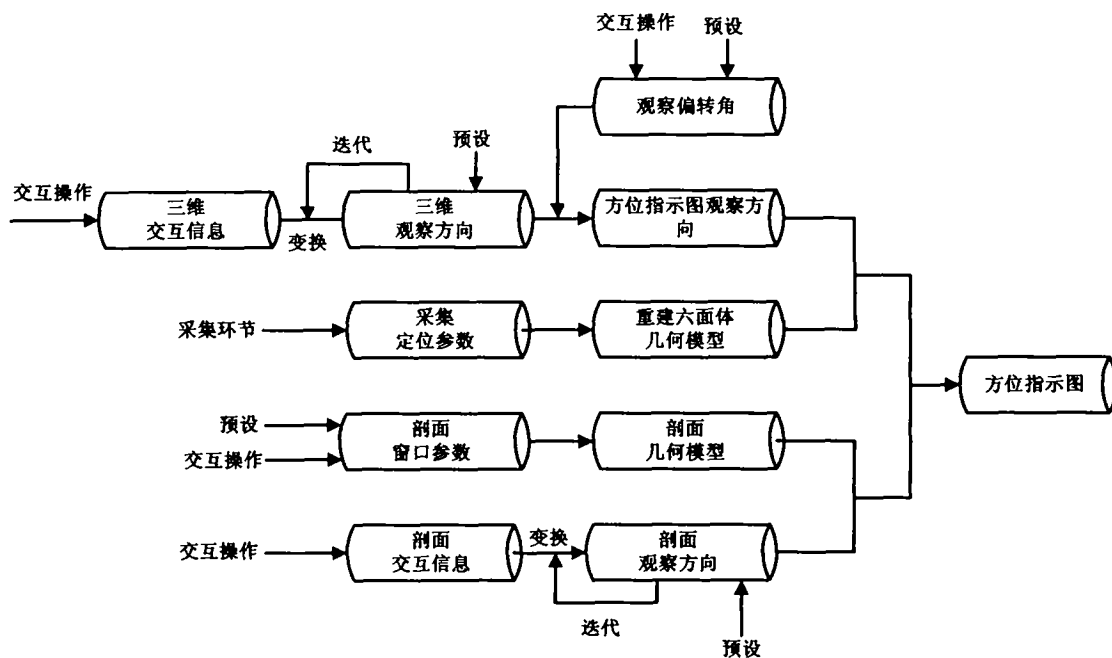 交互操作
预设
观察偏转角
迭代
预设
交互操作
三维
交互信息
变换
三维
观察方向
方位指示图观察方
向
采集环节
采集
定位参数
重建六面体
几何模型
方位指示图
预设
交互操作
剖面
窗口参数
剖面
几何模型
交互操作
剖面
交互信息
变换
剖面
观察方向
迭代
预设